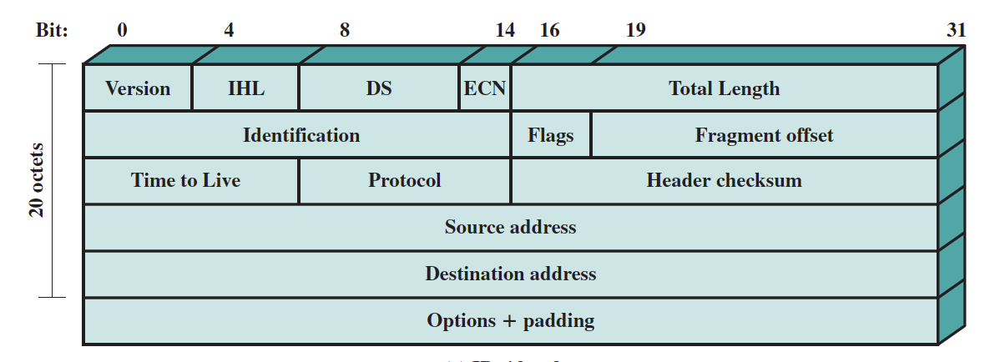 Bit: 0 4 8 14 16 19 31
Version IHL DS ECN Total Length
Identification Flags Fragment offset
Time to Live Protocol Header checksum
Source address
Destination address
Options + padding
20 octets